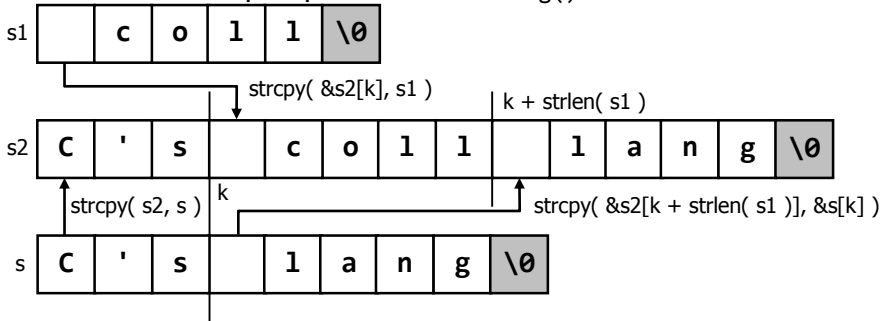 s1 c o l l \0
strcpy( &s2[k], s1 )
k + strlen( s1 )
s2 C ' s c o l l l a n g \0
k
strcpy( s2, s )
strcpy( &s2[k + strlen( s1 )], &s[k] )
s C ' s l a n g \0